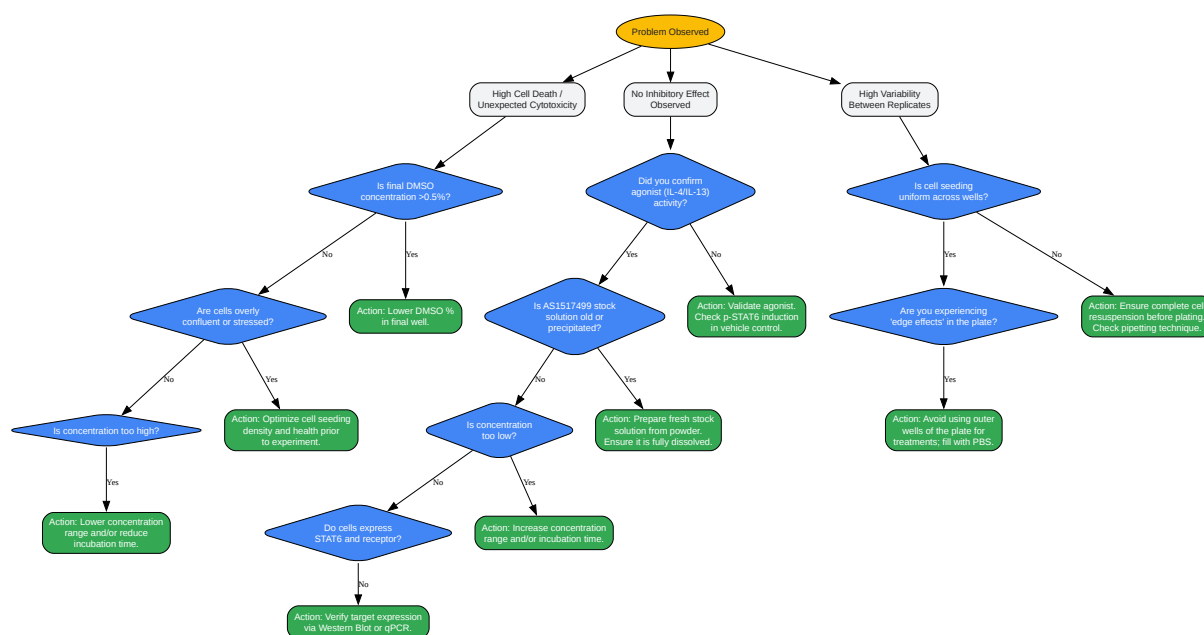 Problem Observed
High Cell Death /
Unexpected Cytotoxicity
No Inhibitory Effect
Observed
High Variability
Between Replicates
Is final DMSO
concentration >0.5%?
Did you confirm
agonist (IL-4/IL-13)
activity?
Is cell seeding
uniform across wells?
No
Yes
Yes
No
Yes
No
Are cells overly
confluent or stressed?
Action: Lower DMSO %
in final well.
Is AS1517499 stock
solution old or
precipitated?
Action: Validate agonist.
Check p-STAT6 induction
in vehicle control.
Are you experiencing
'edge effects' in the plate?
Action: Ensure complete cell
resuspension before plating.
Check pipetting technique.
No
Yes
No
Yes
Yes
Is concentration too high?
Action: Optimize cell seeding
density and health prior
to experiment.
Is concentration
too low?
Action: Prepare fresh stock
solution from powder.
Ensure it is fully dissolved.
Action: Avoid using outer
wells of the plate for
treatments; fill with PBS.
Yes
No
Yes
Action: Lower concentration
range and/or reduce
incubation time.
Do cells express
STAT6 and receptor?
Action: Increase concentration
range and/or incubation time.
No
Action: Verify target expression
via Western Blot or qPCR.